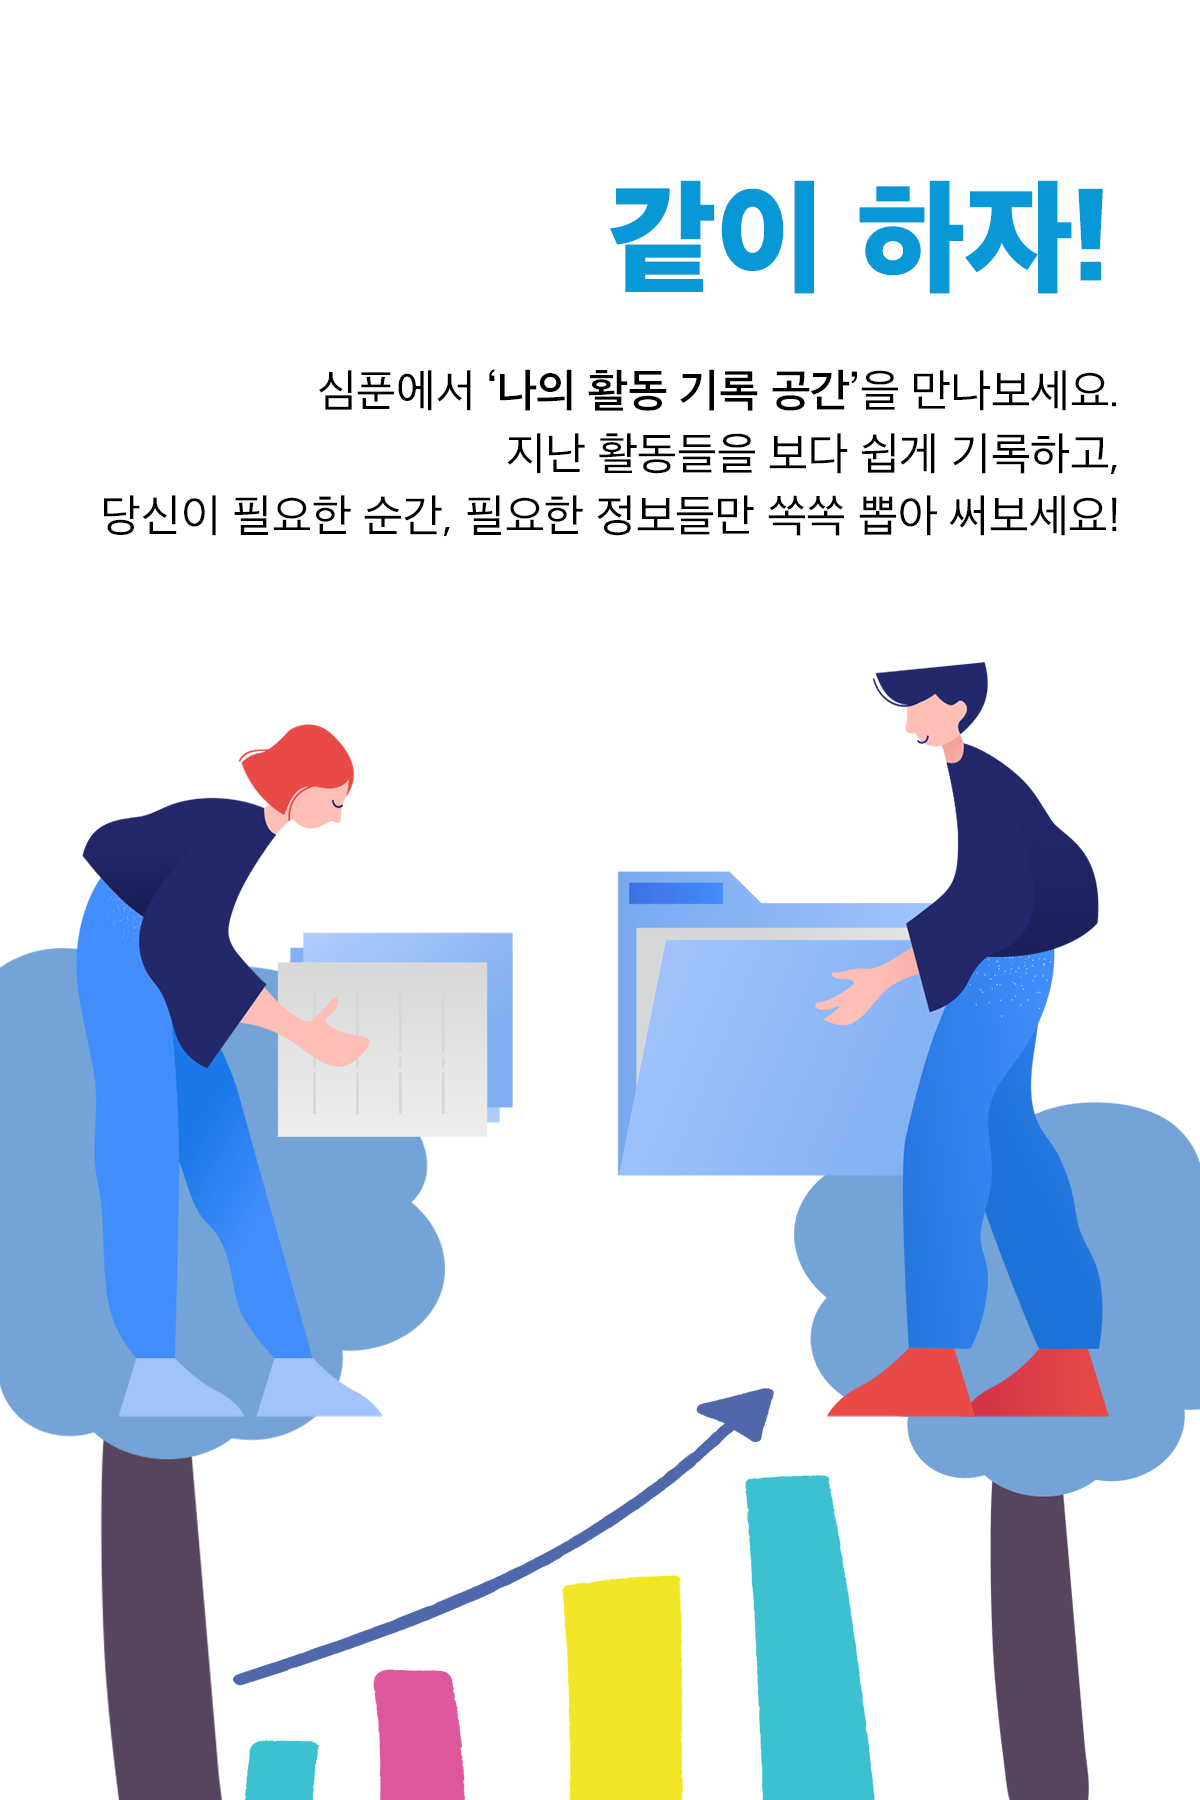 같이 하자!
심푼에서 ‘나의 활동 기록 공간’을 만나보세요.
지난 활동들을 보다 쉽게 기록하고,
당신이 필요한 순간, 필요한 정보들만 쏙쏙 뽑아 써보세요!